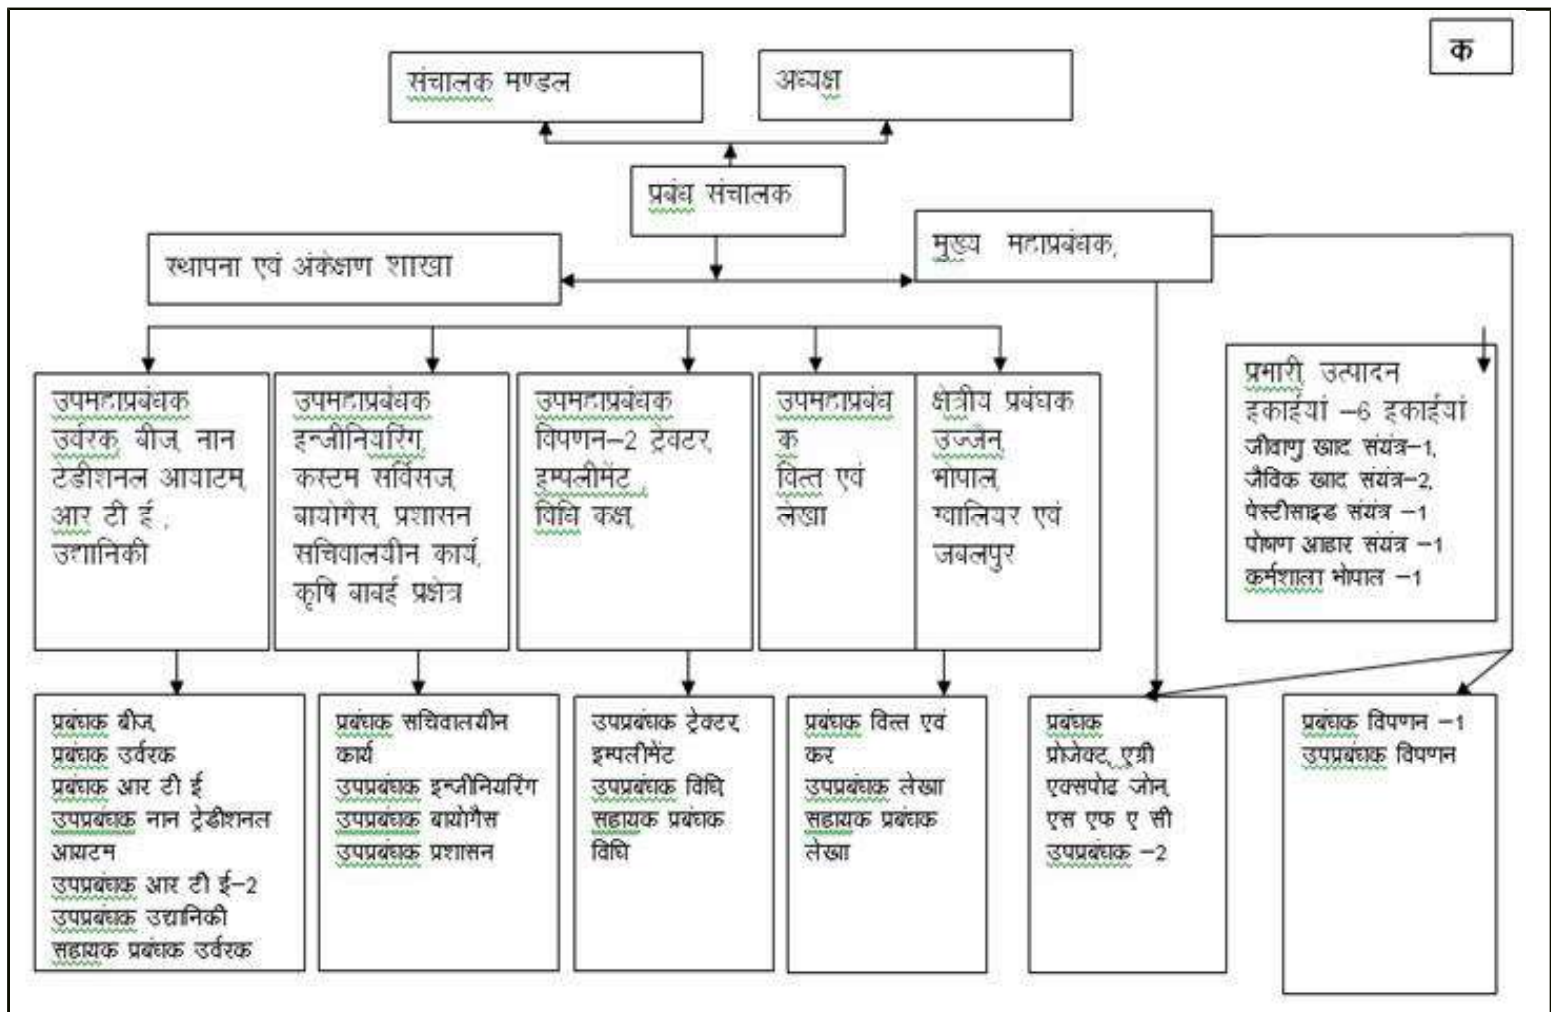 क
संचालक मण्डल
अध्यक्ष
प्रबंध संचालक
स्थापना एवं अंकेक्षण शाखा
मुख्य महाप्रबंधक,
उपमहाप्रबंधक
उर्वरक, बीज, नान
टेडीशनल आयाटम,
आर टी ई ,
उद्यानिकी
उपमहाप्रबंधक
इन्जीनियरिंग,
कस्टम सर्विसज,
बायोगैस, प्रशासन
सचिवालयीन कार्य,
कृषि बाबई प्रक्षेत्र
उपमहाप्रबंधक
विपणन–2 ट्रेक्टर,
इम्पलीमेंट ,
विधि कक्ष,
उपमहाप्रबंध
क
वित्त एवं
लेखा
क्षेत्रीय प्रबंधक
उज्जैन,
भोपाल,
ग्वालियर एवं
जबलपुर
प्रभारी, उत्पादन
इकाईयां –6 इकाईयां
जीवाणु खाद संयंत्र–1,
जैविक खाद संयंत्र–2,
पेस्टीसाइड संयंत्र –1
पोषण आहार संयंत्र –1
कर्मशाला भोपाल –1
प्रबंधक बीज,
प्रबंधक उर्वरक
प्रबंधक आर टी ई
उपप्रबंधक नान ट्रेडीशनल
आयटम
उपप्रबंधक आर टी ई–2
उपप्रबंधक उद्यानिकी
सहायक प्रबंधक उर्वरक
प्रबंधक सचिवालयीन
कार्य
उपप्रबंधक इन्जीनियरिंग
उपप्रबंधक बायोगैस
उपप्रबंधक प्रशासन
उपप्रबंधक ट्रेक्टर,
इम्पलीमेंट
उपप्रबंधक विधि,
सहायक प्रबंधक
विधि
प्रबंधक वित्त एवं
कर
उपप्रबंधक लेखा
सहायक प्रबंधक
लेखा
प्रबंधक
प्रोजेक्ट, एग्री
एक्सपोढ जोन,
एस एफ ए सी
उपप्रबंधक –2
प्रबंधक विपणन –1
उपप्रबंधक विपणन